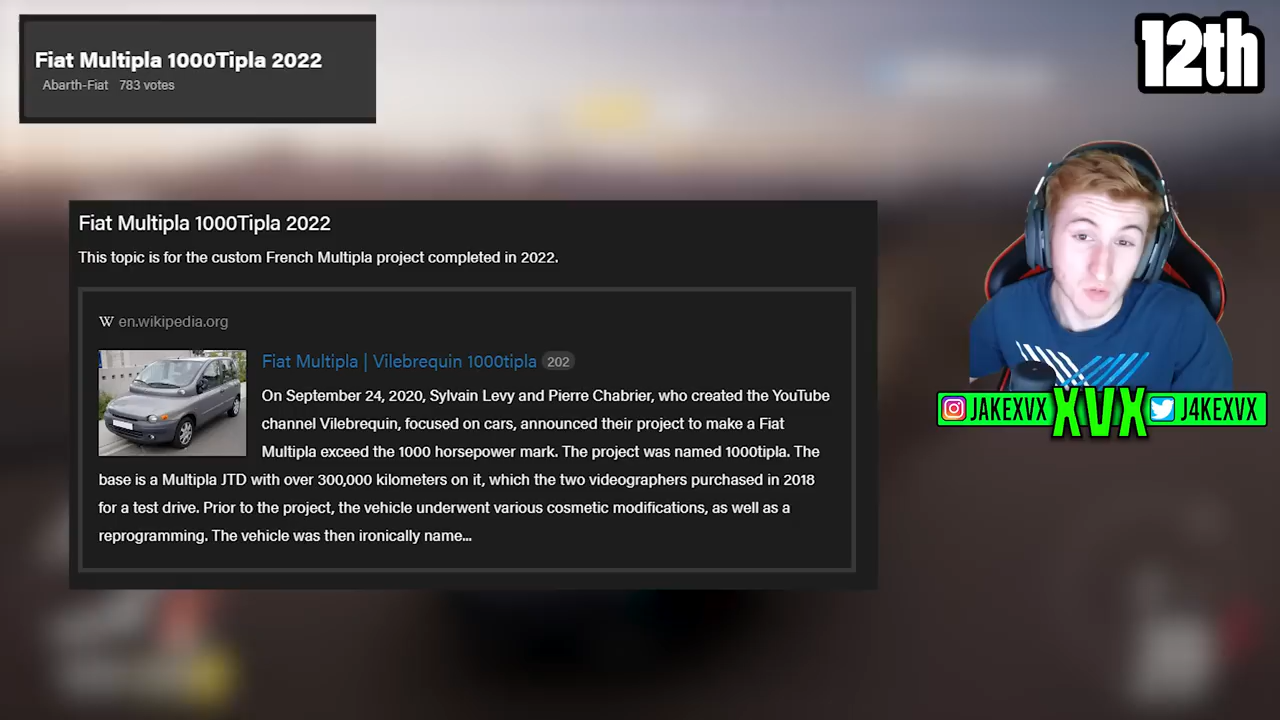 Fiat Multipla 1000Tipla 2022
Abarth-Fiat 783 votes
12th
Fiat Multipla 1000Tipla 2022
This topic is for the custom French Multipla project completed in 2022.
W en.wikipedia.org
Fiat Multipla | Vilebrequin 1000tipla 202
On September 24, 2020, Sylvain Levy and Pierre Chabrier, who created the YouTube
channel Vilebrequin, focused on cars, announced their project to make a Fiat
Multipla exceed the 1000 horsepower mark. The project was named 1000tipla. The
base is a Multipla JTD with over 300,000 kilometers on it, which the two videographers purchased in 2018
for a test drive. Prior to the project, the vehicle underwent various cosmetic modifications, as well as a
reprogramming. The vehicle was then ironically name...
JAKEXVX XVX J4KEXVX